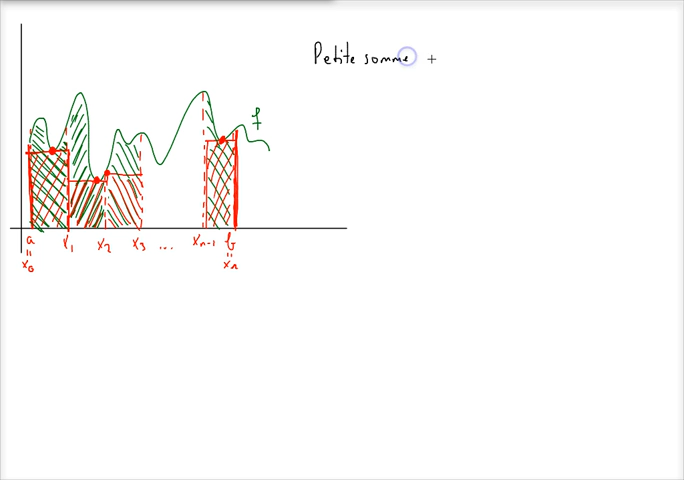 Petite somme +
f
a x₁ x₂ x₃ ... xₙ₋₁ b
" "
x₀ xₙ